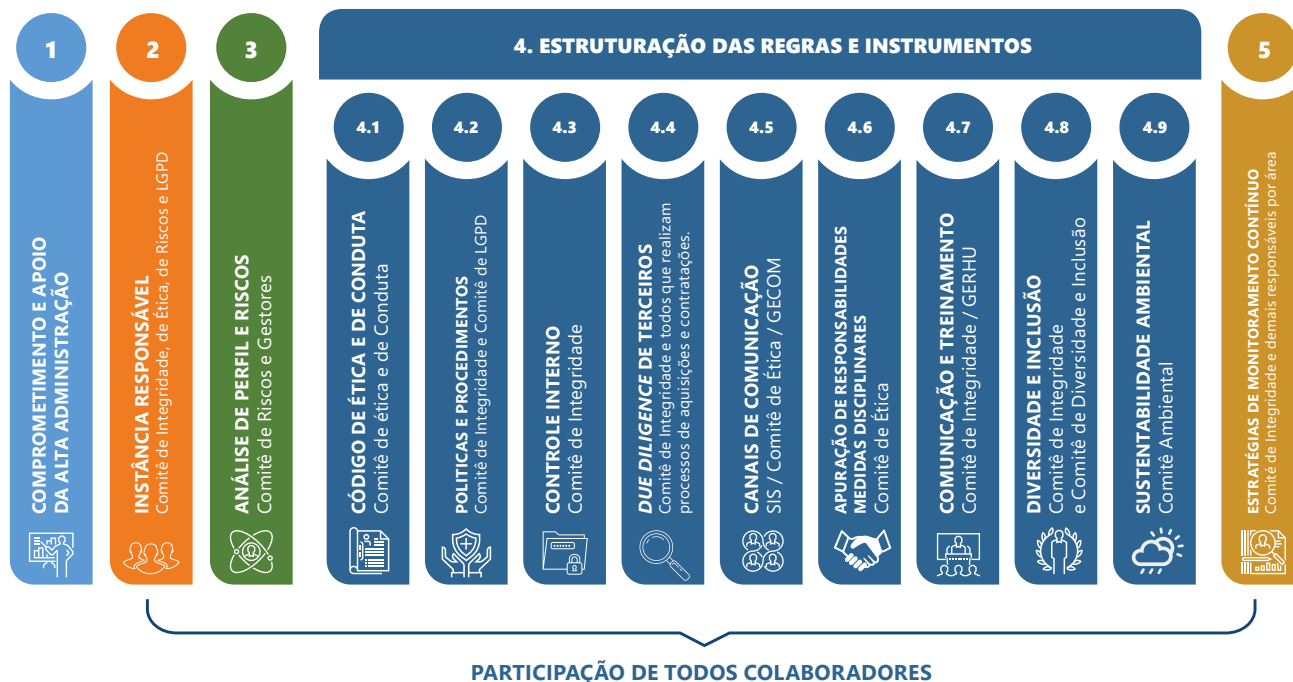 1
COMPROMETIMENTO E APOIO
DA ALTA ADMINISTRAÇÃO
2
INSTÂNCIA RESPONSÁVEL
Comitê de Integridade, de Ética, de Riscos e LGPD
3
ANÁLISE DE PERFIL E RISCOS
Comitê de Riscos e Gestores
4. ESTRUTURAÇÃO DAS REGRAS E INSTRUMENTOS
4.1
CÓDIGO DE ÉTICA E DE CONDUTA
Comitê de ética e de Conduta
4.2
POLITICAS E PROCEDIMENTOS
Comitê de Integridade e Comitê de LGPD
4.3
CONTROLE INTERNO
Comitê de Integridade
4.4
DUE DILIGENCE DE TERCEIROS
Comitê de Integridade e todos que realizam
processos de aquisições e contratações.
4.5
CANAIS DE COMUNICAÇÃO
SIS / Comitê de Ética / GECOM
4.6
APURAÇÃO DE RESPONSABILIDADES
MEDIDAS DISCIPLINARES
Comitê de Ética
4.7
COMUNICAÇÃO E TREINAMENTO
Comitê de Integridade / GERHU
4.8
DIVERSIDADE E INCLUSÃO
Comitê de Integridade
e Comitê de Diversidade e Inclusão
4.9
SUSTENTABILIDADE AMBIENTAL
Comitê Ambiental
5
ESTRATÉGIAS DE MONITORAMENTO CONTÍNUO
Comitê de Integridade e demais responsáveis por área
PARTICIPAÇÃO DE TODOS COLABORADORES